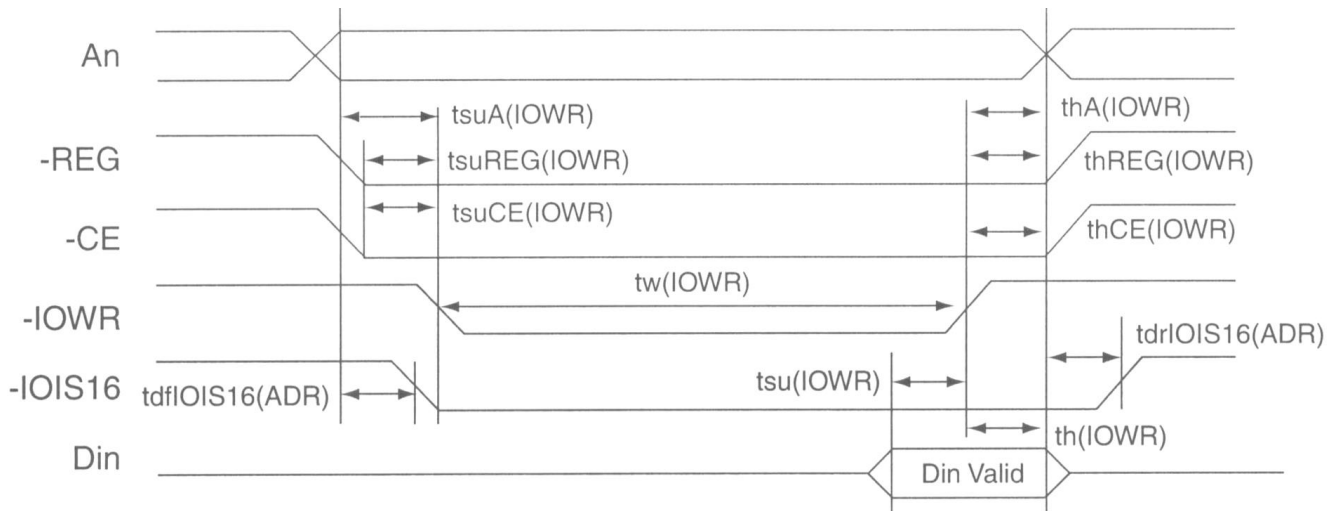 An
tsuA(IOWR)
thA(IOWR)
-REG
tsuREG(IOWR)
thREG(IOWR)
tsuCE(IOWR)
-CE
thCE(IOWR)
tw(IOWR)
-IOWR
tdrIOIS16(ADR)
-IOIS16
tdfIOIS16(ADR)
tsu(IOWR)
th(IOWR)
Din
Din Valid